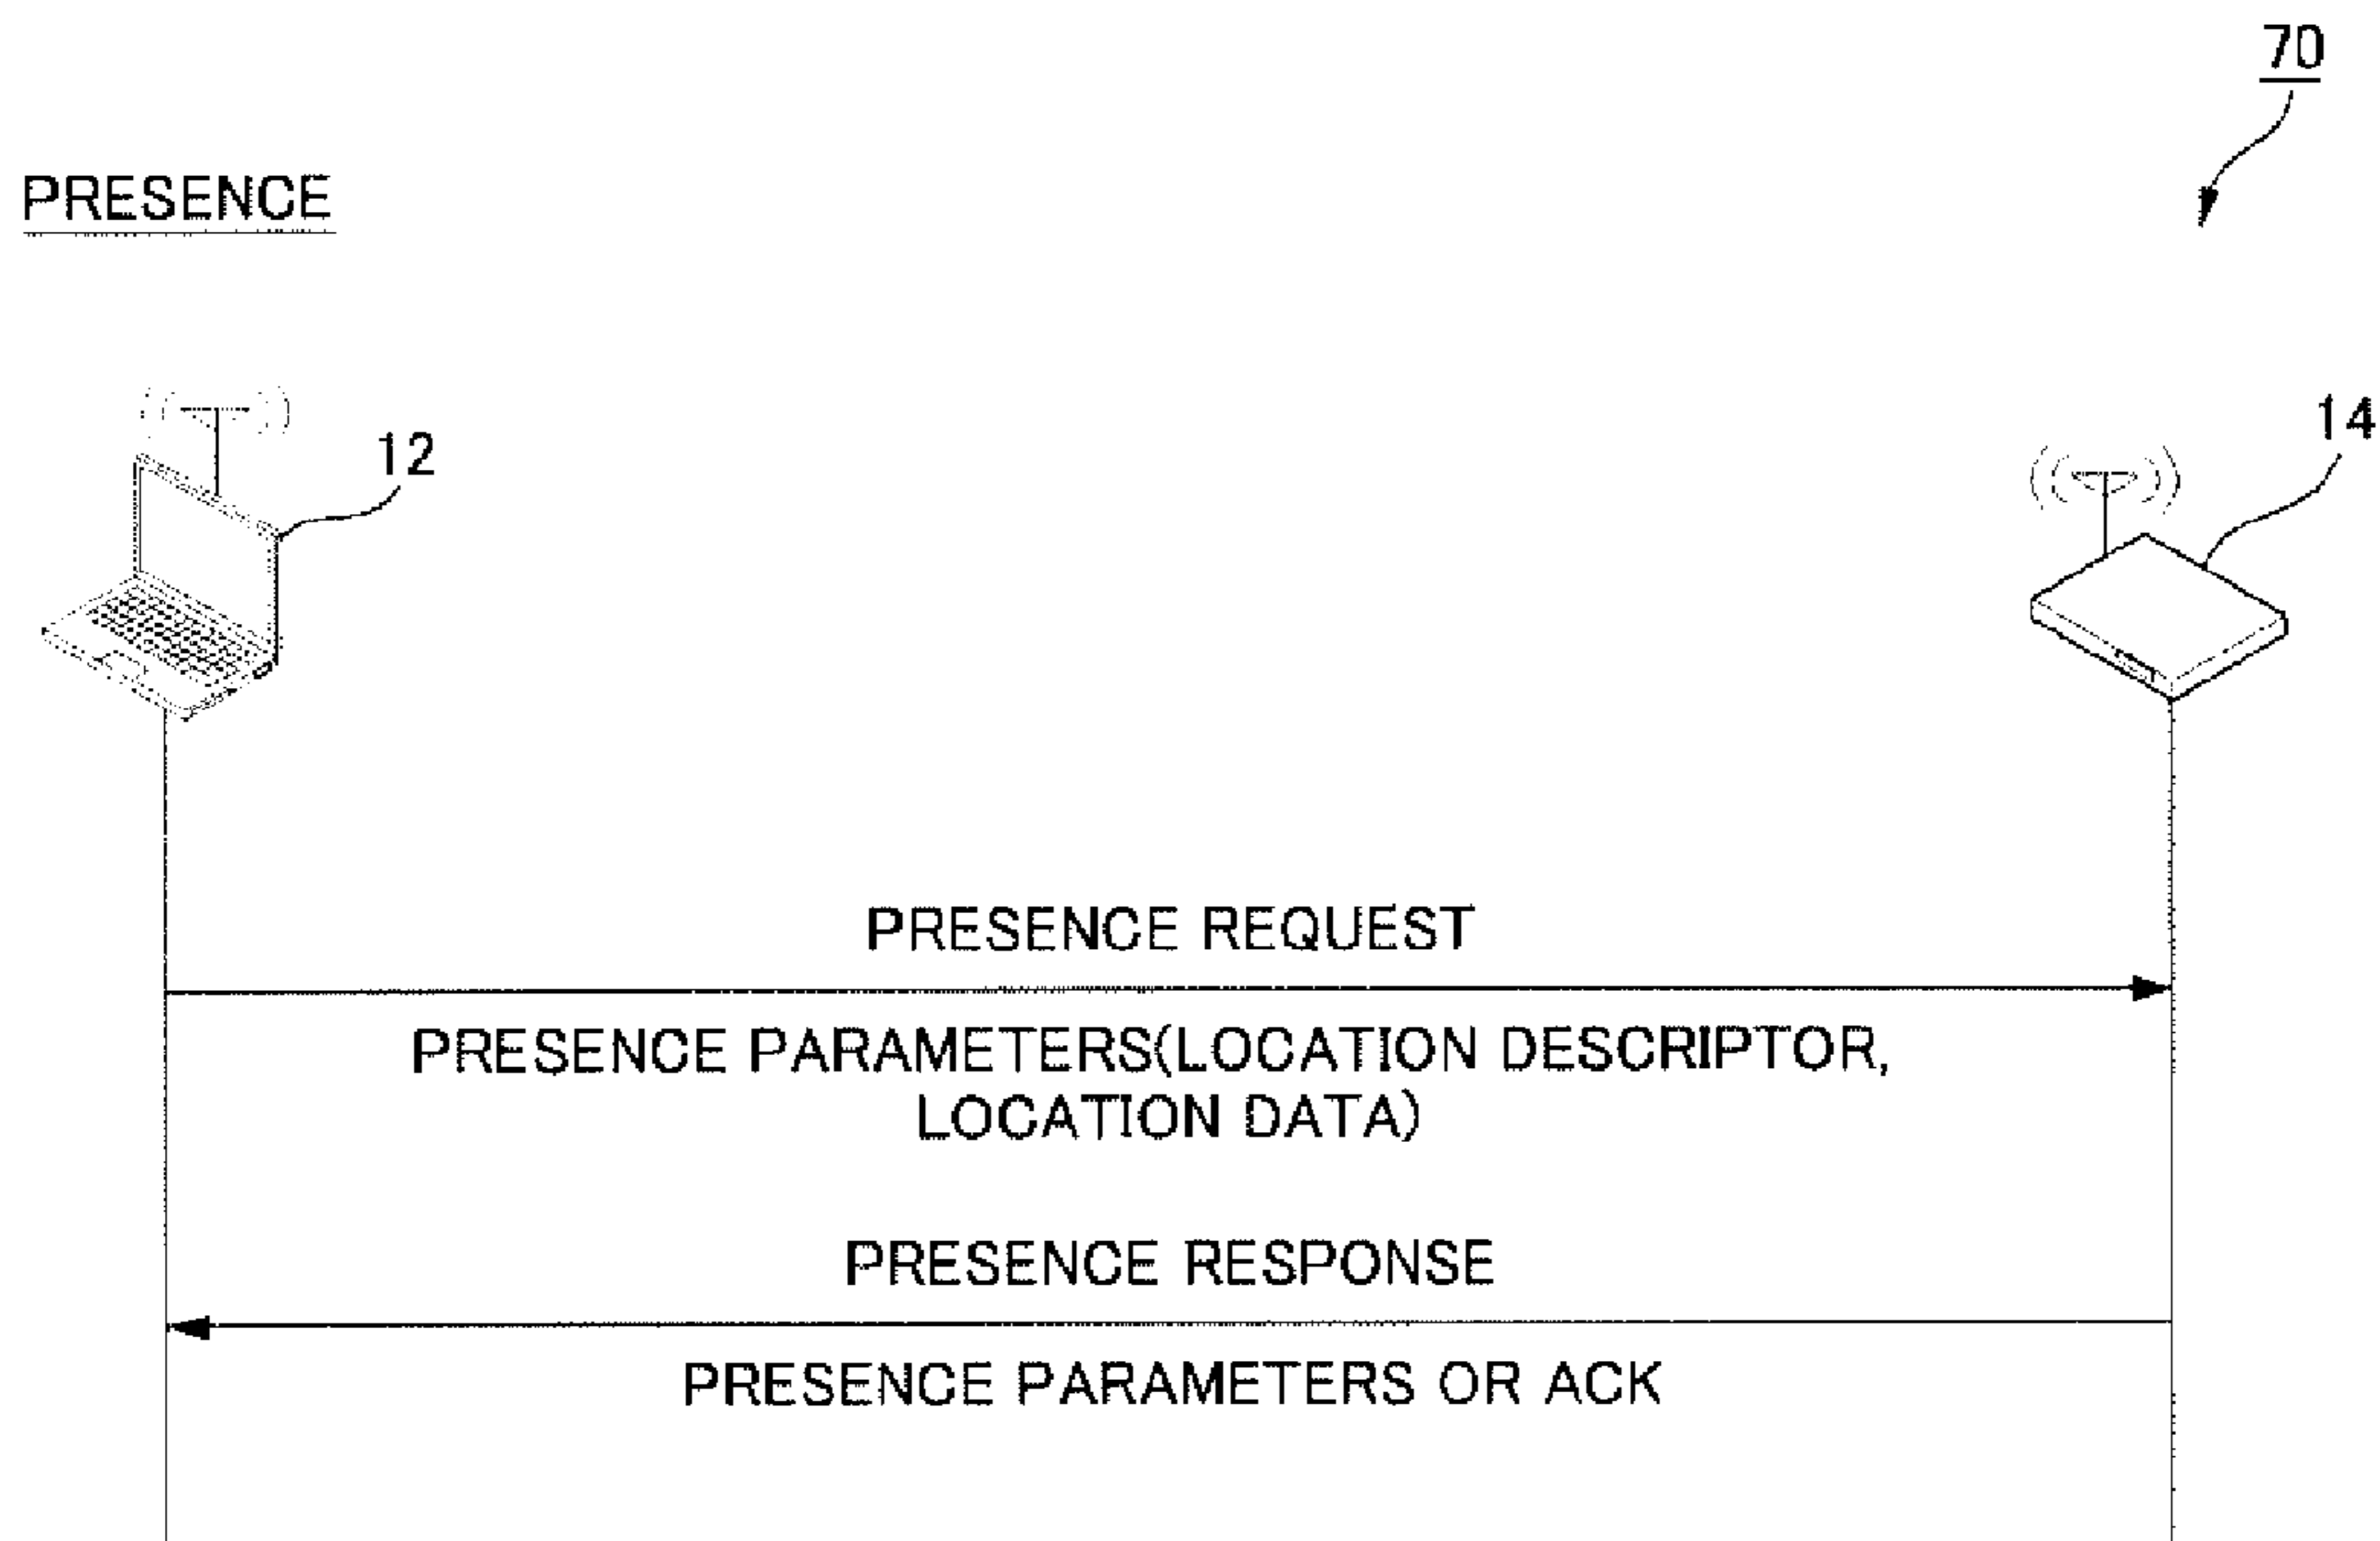 70
PRESENCE
12
14
PRESENCE REQUEST
PRESENCE PARAMETERS(LOCATION DESCRIPTOR,
LOCATION DATA)
PRESENCE RESPONSE
PRESENCE PARAMETERS OR ACK